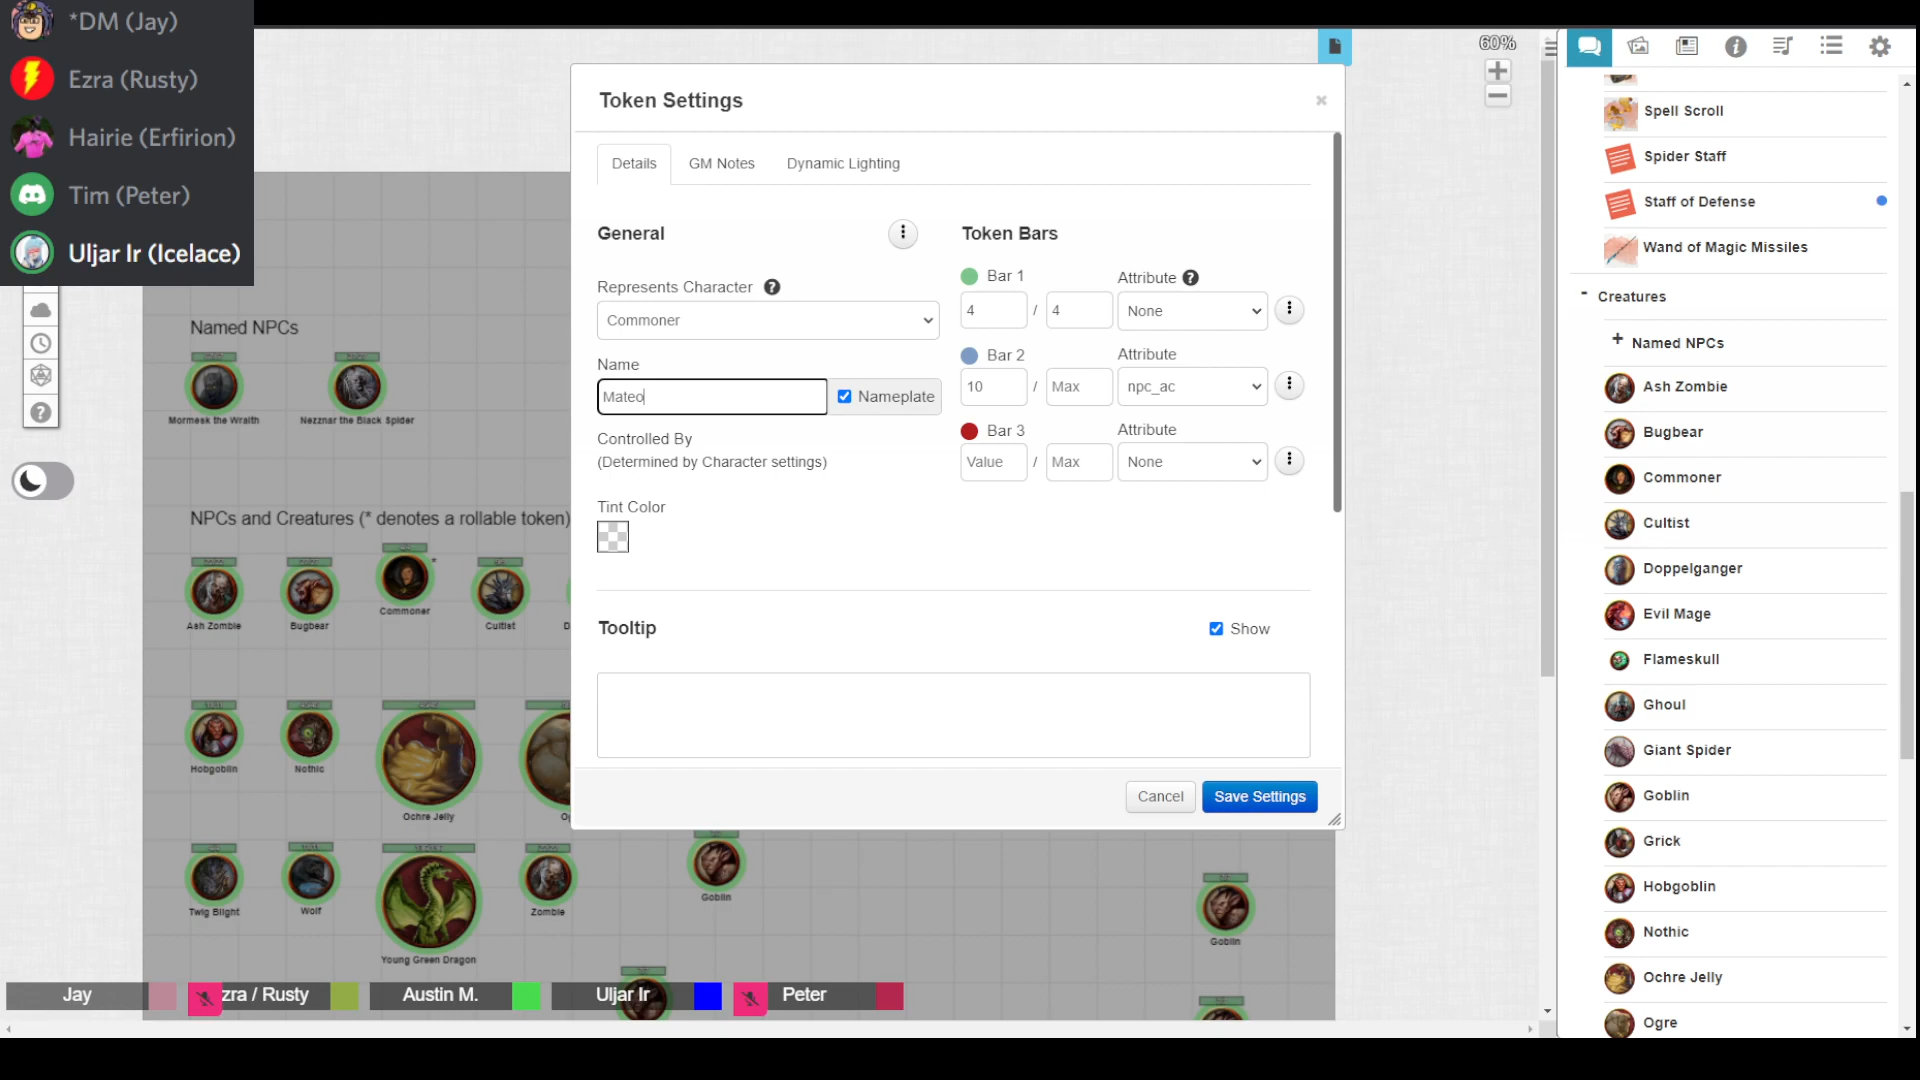 *DM (Jay)
Ezra (Rusty)
Hairie (Erfirion)
Tim (Peter)
Uljar Ir (Icelace)
60%
Token Settings
Details
GM Notes
Dynamic Lighting
General
Represents Character
Commoner
Name
Mateo
Nameplate
Controlled By
(Determined by Character settings)
Tint Color
Token Bars
Bar 1
Attribute
4 / 4
None
Bar 2
Attribute
10 / Max
npc_ac
Bar 3
Attribute
Value / Max
None
Tooltip
Show
Cancel
Save Settings
Named NPCs
Mormesk the Wraith
Nezznar the Black Spider
NPCs and Creatures (* denotes a rollable token)
Ash Zombie
Bugbear
Commoner
*
Cultist
D
Hobgoblin
Nothic
Ochre Jelly
Twig Blight
Wolf
Young Green Dragon
Zombie
Goblin
Goblin
Jay
zra / Rusty
Austin M.
Uljar Ir
Peter
Spell Scroll
Spider Staff
Staff of Defense
Wand of Magic Missiles
- Creatures
+ Named NPCs
Ash Zombie
Bugbear
Commoner
Cultist
Doppelganger
Evil Mage
Flameskull
Ghoul
Giant Spider
Goblin
Grick
Hobgoblin
Nothic
Ochre Jelly
Ogre